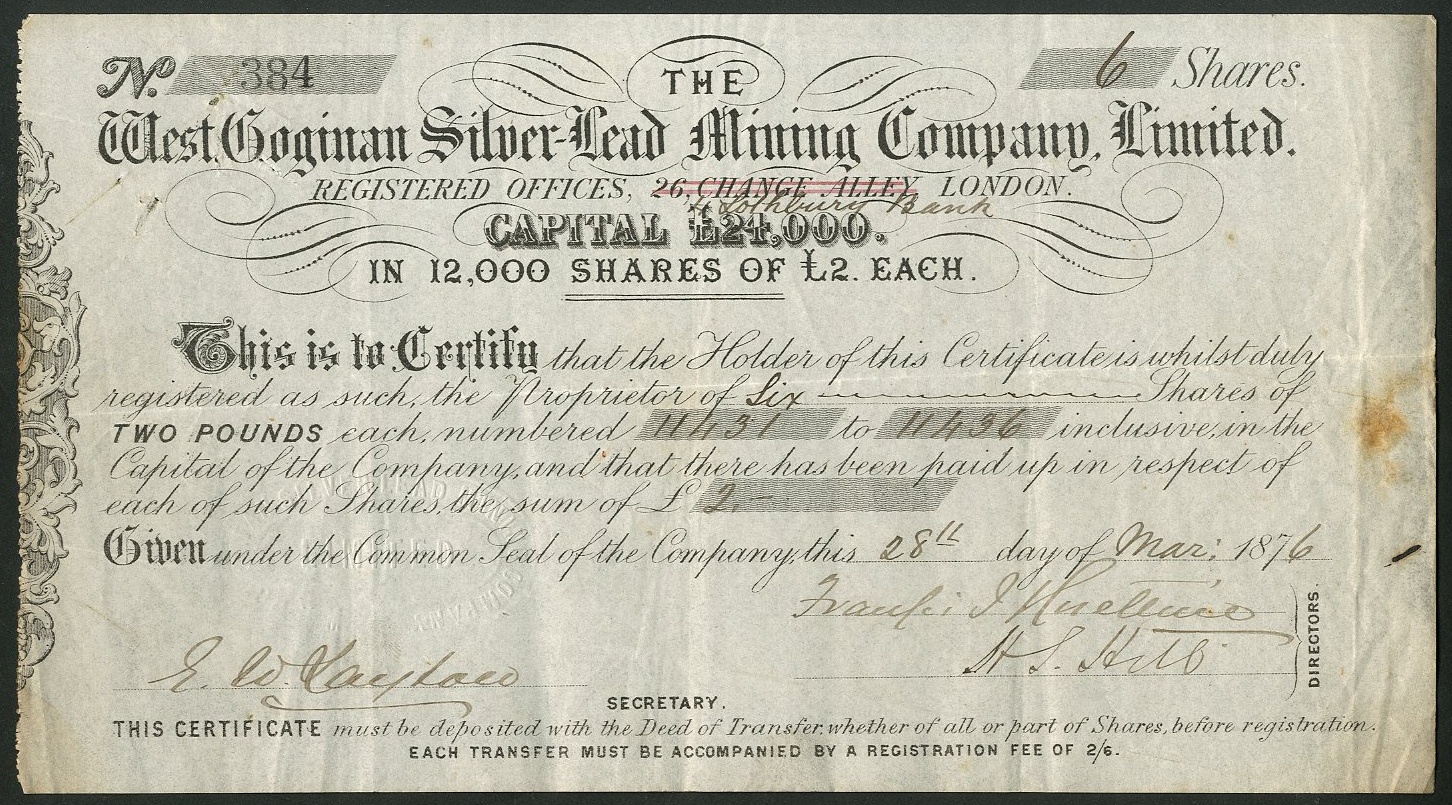 No. 384
6 Shares.
THE
West Goginan Silver-Lead Mining Company, Limited.
REGISTERED OFFICES, 26, CHANGE ALLEY LONDON.
4 Lothbury Bank
CAPITAL £24,000.
IN 12,000 SHARES OF £2. EACH.
This is to Certify that the Holder of this Certificate is whilst duly
registered as such, the Proprietor of Six Shares of
TWO POUNDS each, numbered 11431 to 11436 inclusive, in the
Capital of the Company, and that there has been paid up in respect of
each of such Shares, the sum of £ 2.-
Given under the Common Seal of the Company, this 28th day of Mar: 1876
DIRECTORS.
E. W.
SECRETARY.
THIS CERTIFICATE must be deposited with the Deed of Transfer, whether of all or part of Shares, before registration.
EACH TRANSFER MUST BE ACCOMPANIED BY A REGISTRATION FEE OF 2/6.